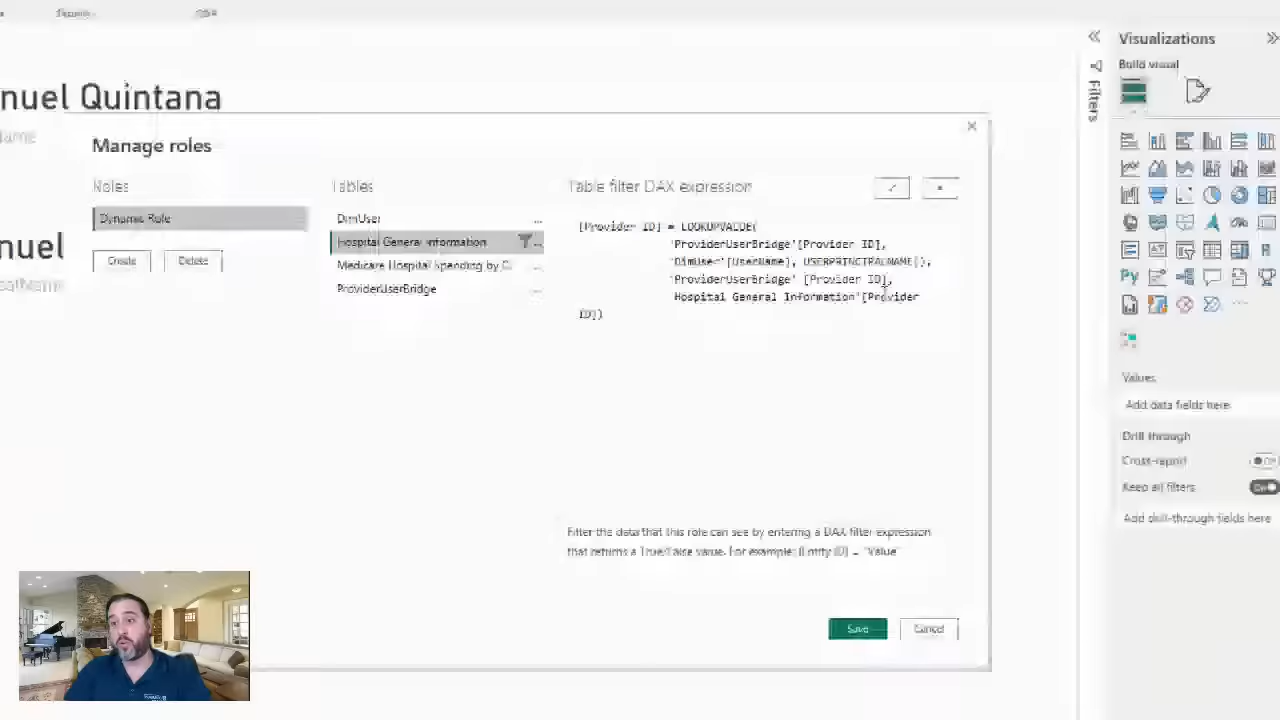 nuel Quintana
Name
nuel
Manage roles
Roles
Dynamic Role
Create
Delete
Tables
DimUser
...
Hospital General Information
...
Medicare Hospital Spending by C
...
ProviderUserBridge
...
Table filter DAX expression
[Provider ID] = LOOKUPVALUE(
'ProviderUserBridge'[Provider ID],
'DimUser'[UserName], USERPRINCIPALNAME(),
'ProviderUserBridge' [Provider ID],
Hospital General Information'[Provider
ID])
Filter the data that this role can see by entering a DAX filter expression
that returns a True/False value. For example: [Entity ID] = "Value"
Save
Cancel
Filters
Visualizations
Build visual
Values
Add data fields here
Drill through
Cross-report
Keep all filters
On
Add drill-through fields here